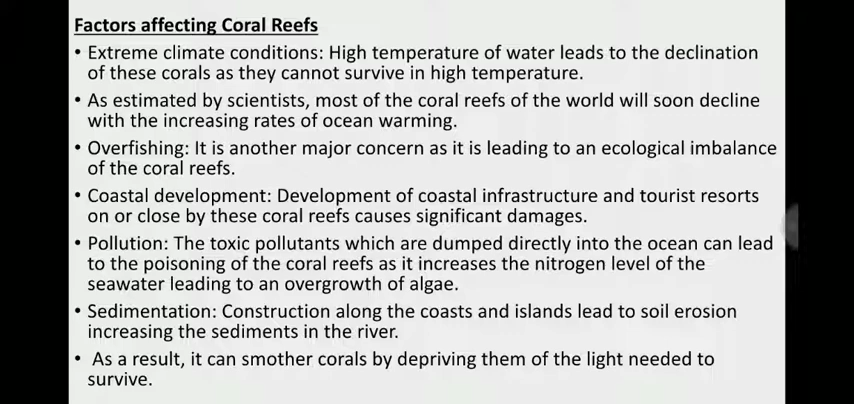 Factors affecting Coral Reefs
• Extreme climate conditions: High temperature of water leads to the declination
of these corals as they cannot survive in high temperature.
• As estimated by scientists, most of the coral reefs of the world will soon decline
with the increasing rates of ocean warming.
• Overfishing: It is another major concern as it is leading to an ecological imbalance
of the coral reefs.
• Coastal development: Development of coastal infrastructure and tourist resorts
on or close by these coral reefs causes significant damages.
• Pollution: The toxic pollutants which are dumped directly into the ocean can lead
to the poisoning of the coral reefs as it increases the nitrogen level of the
seawater leading to an overgrowth of algae.
• Sedimentation: Construction along the coasts and islands lead to soil erosion
increasing the sediments in the river.
• As a result, it can smother corals by depriving them of the light needed to
survive.